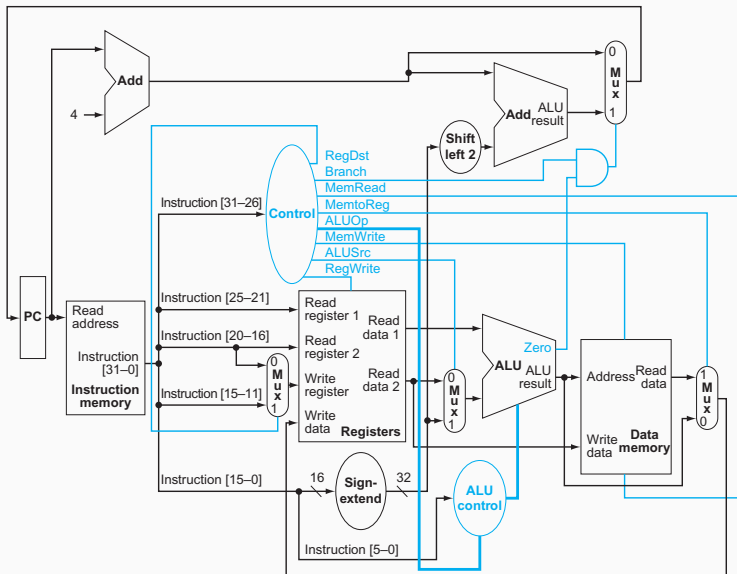 Add
4
0
Mux
1
Add
ALU
result
Shift
left 2
RegDst
Branch
MemRead
MemtoReg
ALUOp
MemWrite
ALUSrc
RegWrite
Control
Instruction [31–26]
Instruction [25–21]
Instruction [20–16]
Instruction [15–11]
Instruction [15–0]
Instruction [5–0]
PC
Read
address
Instruction
[31–0]
Instruction
memory
0
Mux
1
Read
register 1
Read
register 2
Write
register
Write
data
Read
data 1
Read
data 2
Registers
0
Mux
1
Zero
ALU
ALU
result
Address
Read
data
Write
data
Data
memory
1
Mux
0
16
Sign-
extend
32
ALU
control